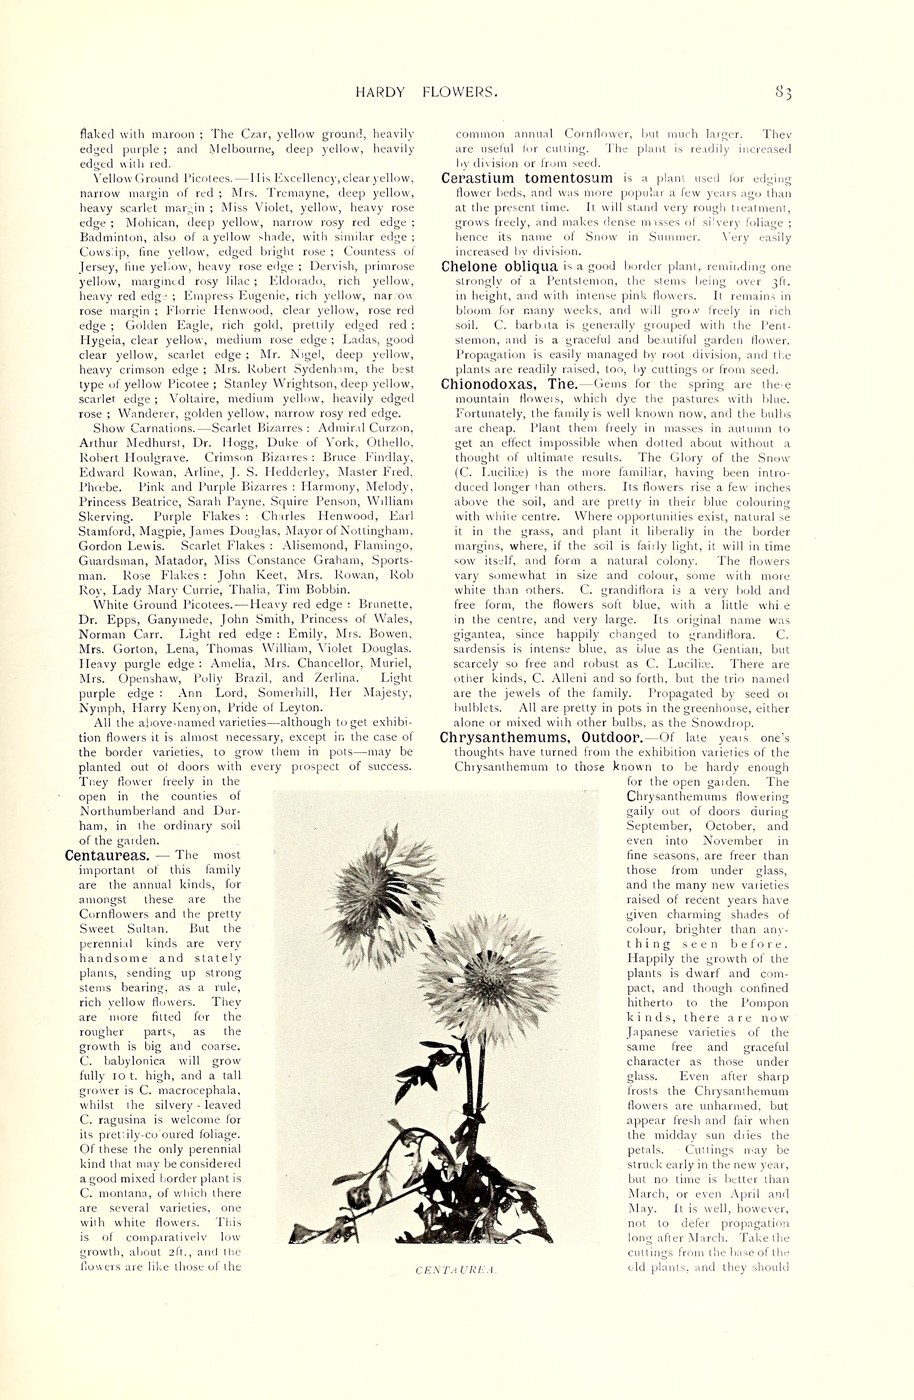 HARDY FLOWERS.
83
flaked with maroon ; The Czar, yellow ground, heavily
edged purple ; and Melbourne, deep yellow, heavily
edged with red.
Yellow Ground Picotees.—His Excellency, clear yellow,
narrow margin of red ; Mrs. Tremayne, deep yellow,
heavy scarlet margin ; Miss Violet, yellow, heavy rose
edge ; Mohican, deep yellow, narrow rosy red edge ;
Badminton, also of a yellow shade, with similar edge ;
Cowslip, fine yellow, edged bright rose ; Countess of
Jersey, fine yellow, heavy rose edge ; Dervish, primrose
yellow, margined rosy lilac ; Eldorado, rich yellow,
heavy red edge ; Empress Eugenie, rich yellow, narrow
rose margin ; Florrie Henwood, clear yellow, rose red
edge ; Golden Eagle, rich gold, prettily edged red ;
Hygeia, clear yellow, medium rose edge ; Ladas, good
clear yellow, scarlet edge ; Mr. Nigel, deep yellow,
heavy crimson edge ; Mrs. Robert Sydenham, the best
type of yellow Picotee ; Stanley Wrightson, deep yellow,
scarlet edge ; Voltaire, medium yellow, heavily edged
rose ; Wanderer, golden yellow, narrow rosy red edge.
Show Carnations.—Scarlet Bizarres : Admiral Curzon,
Arthur Medhurst, Dr. Hogg, Duke of York, Othello,
Robert Houlgrave. Crimson Bizarres : Bruce Findlay,
Edward Rowan, Arline, J. S. Hedderley, Master Fred,
Phœbe. Pink and Purple Bizarres : Harmony, Melody,
Princess Beatrice, Sarah Payne, Squire Penson, William
Skerving. Purple Flakes : Charles Henwood, Earl
Stamford, Magpie, James Douglas, Mayor of Nottingham,
Gordon Lewis. Scarlet Flakes : Alisemond, Flamingo,
Guardsman, Matador, Miss Constance Graham, Sports-
man. Rose Flakes : John Keet, Mrs. Rowan, Rob
Roy, Lady Mary Currie, Thalia, Tim Bobbin.
White Ground Picotees.—Heavy red edge : Brunette,
Dr. Epps, Ganymede, John Smith, Princess of Wales,
Norman Carr. Light red edge : Emily, Mrs. Bowen,
Mrs. Gorton, Lena, Thomas William, Violet Douglas.
Heavy purgle edge : Amelia, Mrs. Chancellor, Muriel,
Mrs. Openshaw, Polly Brazil, and Zerlina. Light
purple edge : Ann Lord, Somerhill, Her Majesty,
Nymph, Harry Kenyon, Pride of Leyton.
All the above-named varieties—although to get exhibi-
tion flowers it is almost necessary, except in the case of
the border varieties, to grow them in pots—may be
planted out of doors with every prospect of success.
They flower freely in the
open in the counties of
Northumberland and Dur-
ham, in the ordinary soil
of the garden.
Centaureas. — The most
important of this family
are the annual kinds, for
amongst these are the
Cornflowers and the pretty
Sweet Sultan. But the
perennial kinds are very
handsome and stately
plants, sending up strong
stems bearing, as a rule,
rich yellow flowers. They
are more fitted for the
rougher parts, as the
growth is big and coarse.
C. babylonica will grow
fully 10 t. high, and a tall
grower is C. macrocephala,
whilst the silvery-leaved
C. ragusina is welcome for
its prettily-coloured foliage.
Of these the only perennial
kind that may be considered
a good mixed border plant is
C. montana, of which there
are several varieties, one
with white flowers. This
is of comparatively low
growth, about 2ft., and the
flowers are like those of the
common annual Cornflower, but much larger. They
are useful for cutting. The plant is readily increased
by division or from seed.
Cerastium tomentosum is a plant used for edging
flower beds, and was more popular a few years ago than
at the present time. It will stand very rough treatment,
grows freely, and makes dense masses of silvery foliage ;
hence its name of Snow in Summer. Very easily
increased by division.
Chelone obliqua is a good border plant, reminding one
strongly of a Pentstemon, the stems being over 3ft.
in height, and with intense pink flowers. It remains in
bloom for many weeks, and will grow freely in rich
soil. C. barbata is generally grouped with the Pent-
stemon, and is a graceful and beautiful garden flower.
Propagation is easily managed by root division, and the
plants are readily raised, too, by cuttings or from seed.
Chionodoxas, The.—Gems for the spring are these
mountain flowers, which dye the pastures with blue.
Fortunately, the family is well known now, and the bulbs
are cheap. Plant them freely in masses in autumn to
get an effect impossible when dotted about without a
thought of ultimate results. The Glory of the Snow
(C. Luciliæ) is the more familiar, having been intro-
duced longer than others. Its flowers rise a few inches
above the soil, and are pretty in their blue colouring
with white centre. Where opportunities exist, naturalise
it in the grass, and plant it liberally in the border
margins, where, if the soil is fairly light, it will in time
sow itself, and form a natural colony. The flowers
vary somewhat in size and colour, some with more
white than others. C. grandiflora is a very bold and
free form, the flowers soft blue, with a little white
in the centre, and very large. Its original name was
gigantea, since happily changed to grandiflora. C.
sardensis is intense blue, as blue as the Gentian, but
scarcely so free and robust as C. Luciliæ. There are
other kinds, C. Alleni and so forth, but the trio named
are the jewels of the family. Propagated by seed or
bulblets. All are pretty in pots in the greenhouse, either
alone or mixed with other bulbs, as the Snowdrop.
Chrysanthemums, Outdoor.—Of late years one's
thoughts have turned from the exhibition varieties of the
Chrysanthemum to those known to be hardy enough
for the open garden. The
Chrysanthemums flowering
gaily out of doors during
September, October, and
even into November in
fine seasons, are freer than
those from under glass,
and the many new varieties
raised of recent years have
given charming shades of
colour, brighter than any-
thing seen before.
Happily the growth of the
plants is dwarf and com-
pact, and though confined
hitherto to the Pompon
kinds, there are now
Japanese varieties of the
same free and graceful
character as those under
glass. Even after sharp
frosts the Chrysanthemum
flowers are unharmed, but
appear fresh and fair when
the midday sun dries the
petals. Cuttings may be
struck early in the new year,
but no time is better than
March, or even April and
May. It is well, however,
not to defer propagation
long after March. Take the
cuttings from the base of the
old plants, and they should
CENTAUREA.